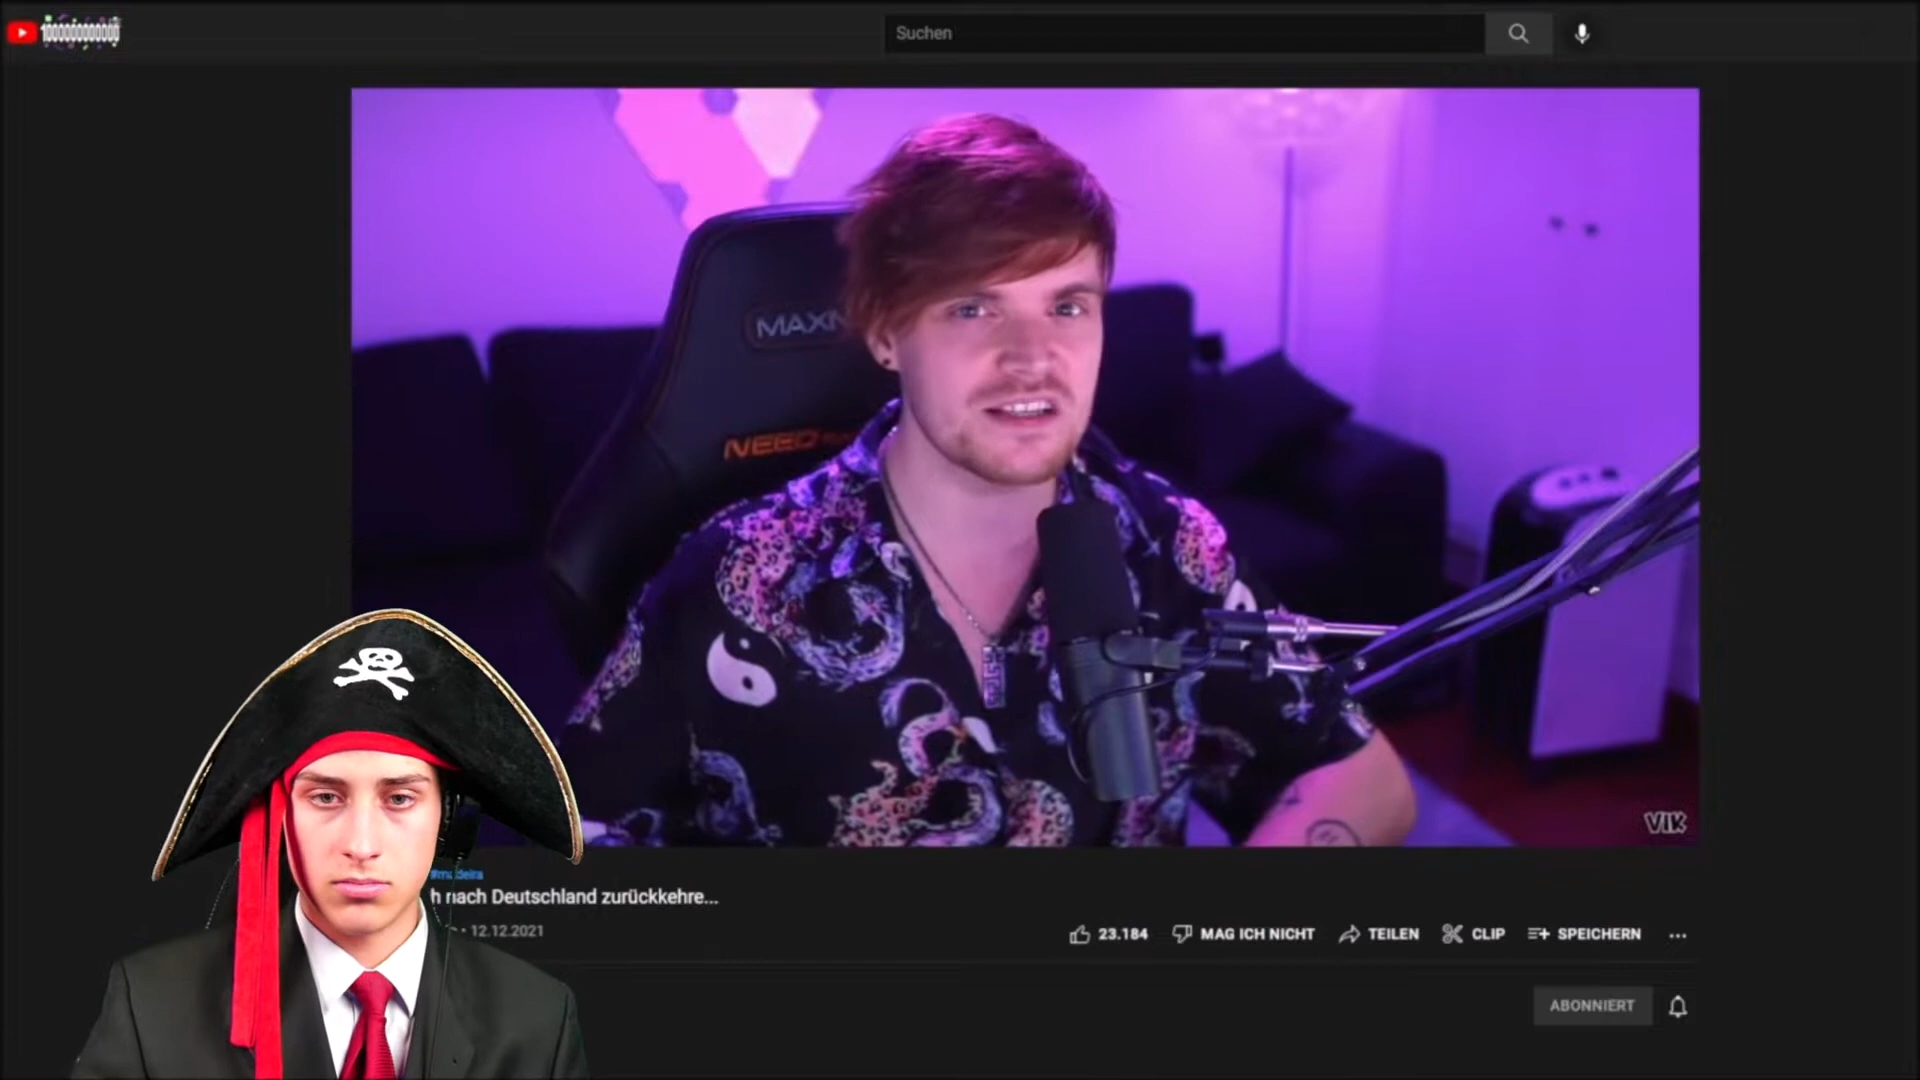 Suchen
MAXN
NEED
VIK
h nach Deutschland zurückkehre...
• 12.12.2021
23.184
MAG ICH NICHT
TEILEN
CLIP
SPEICHERN
ABONNIERT